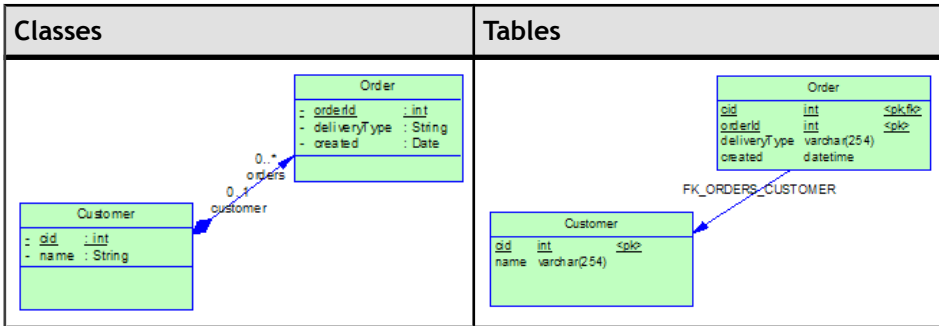 Classes
Tables
Order
- orderId : int
- deliveryType : String
- created : Date
0..*
orders
0..1
customer
Customer
- cid : int
- name : String
Order
cid int <pk,fk>
orderId int <pk>
deliveryType varchar(254)
created datetime
FK_ORDERS_CUSTOMER
Customer
cid int <pk>
name varchar(254)